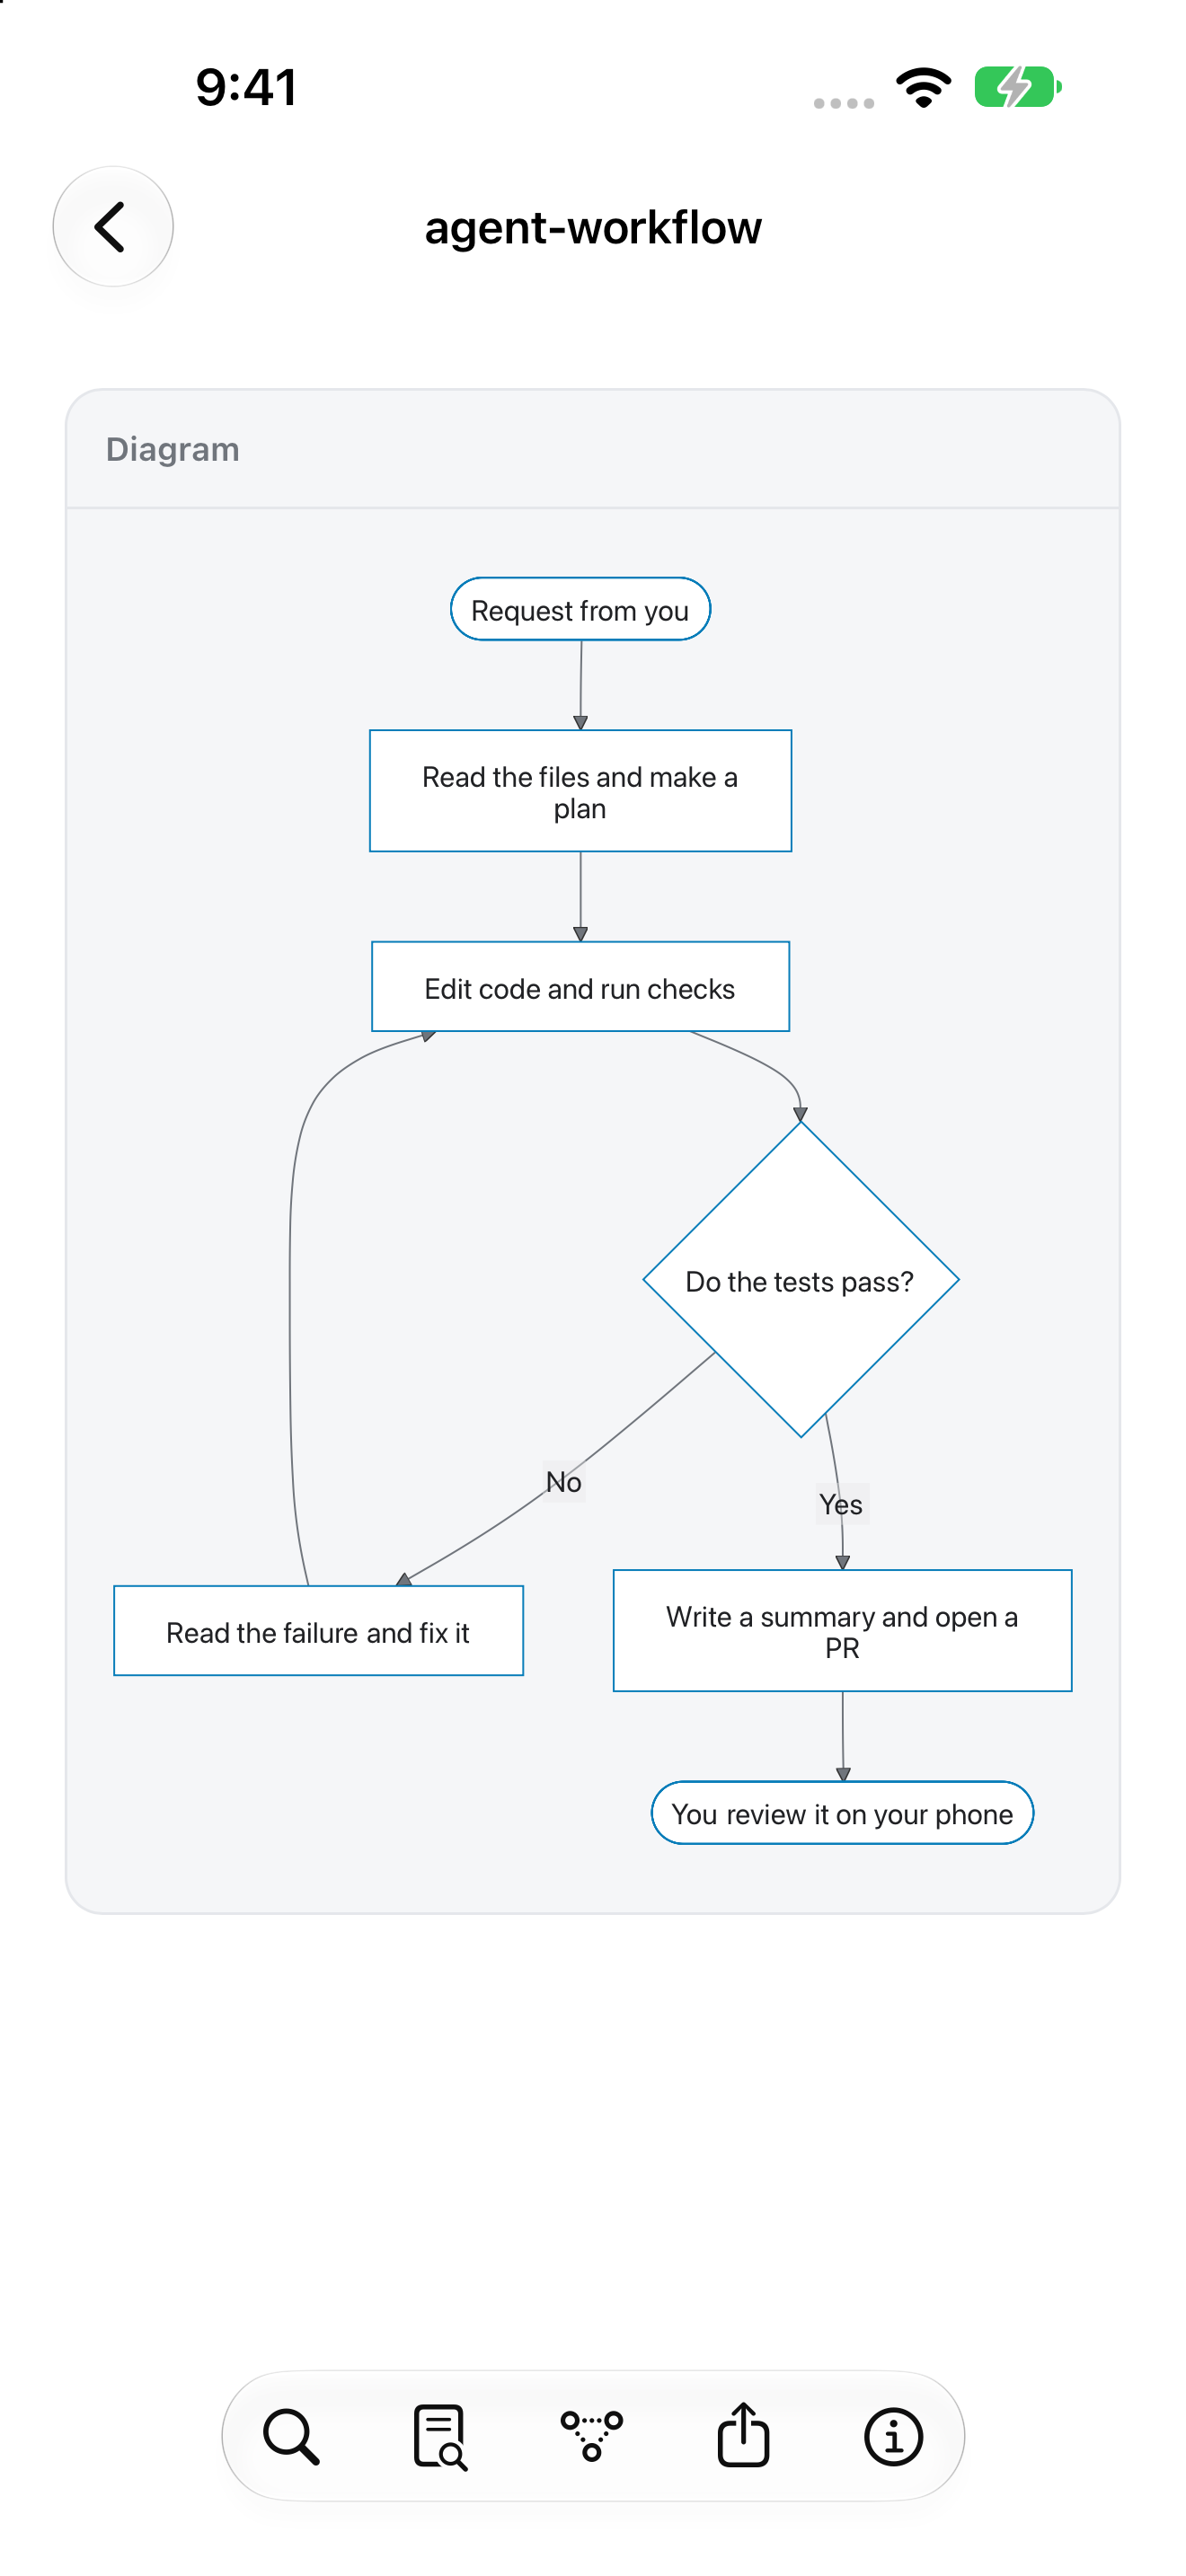 9:41
agent-workflow
Diagram
Request from you
Read the files and make a
plan
Edit code and run checks
Do the tests pass?
No
Yes
Read the failure and fix it
Write a summary and open a
PR
You review it on your phone